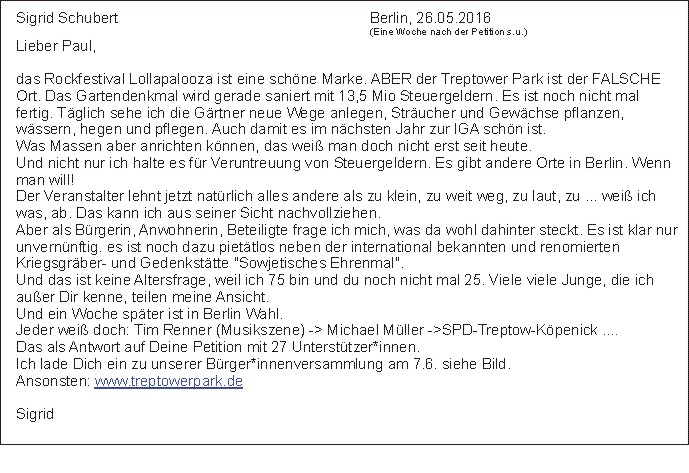 Sigrid Schubert Berlin, 26.05.2016
(Eine Woche nach der Petition s.u.)
Lieber Paul,
das Rockfestival Lollapalooza ist eine schöne Marke. ABER der Treptower Park ist der FALSCHE
Ort. Das Gartendenkmal wird gerade saniert mit 13,5 Mio Steuergeldern. Es ist noch nicht mal
fertig. Täglich sehe ich die Gärtner neue Wege anlegen, Sträucher und Gewächse pflanzen,
wässern, hegen und pflegen. Auch damit es im nächsten Jahr zur IGA schön ist.
Was Massen aber anrichten können, das weiß man doch nicht erst seit heute.
Und nicht nur ich halte es für Veruntreuung von Steuergeldern. Es gibt andere Orte in Berlin. Wenn
man will!
Der Veranstalter lehnt jetzt natürlich alles andere als zu klein, zu weit weg, zu laut, zu ... weiß ich
was, ab. Das kann ich aus seiner Sicht nachvollziehen.
Aber als Bürgerin, Anwohnerin, Beteiligte frage ich mich, was da wohl dahinter steckt. Es ist klar nur
unvernünftig. es ist noch dazu pietätlos neben der international bekannten und renomierten
Kriegsgräber- und Gedenkstätte "Sowjetisches Ehrenmal".
Und das ist keine Altersfrage, weil ich 75 bin und du noch nicht mal 25. Viele viele Junge, die ich
außer Dir kenne, teilen meine Ansicht.
Und ein Woche später ist in Berlin Wahl.
Jeder weiß doch: Tim Renner (Musikszene) -> Michael Müller ->SPD-Treptow-Köpenick ....
Das als Antwort auf Deine Petition mit 27 Unterstützer*innen.
Ich lade Dich ein zu unserer Bürger*innenversammlung am 7.6. siehe Bild.
Ansonsten: www.treptowerpark.de
Sigrid